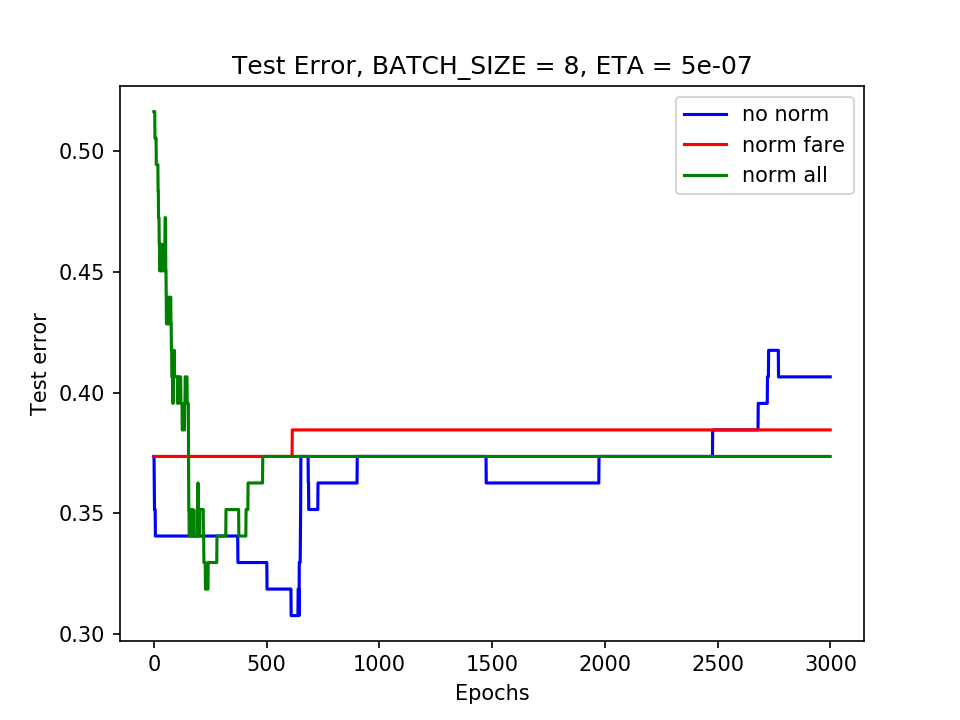 Test Error, BATCH_SIZE = 8, ETA = 5e-07
no norm
norm fare
norm all
0.50
0.45
0.40
0.35
0.30
Test error
0
500
1000
1500
2000
2500
3000
Epochs